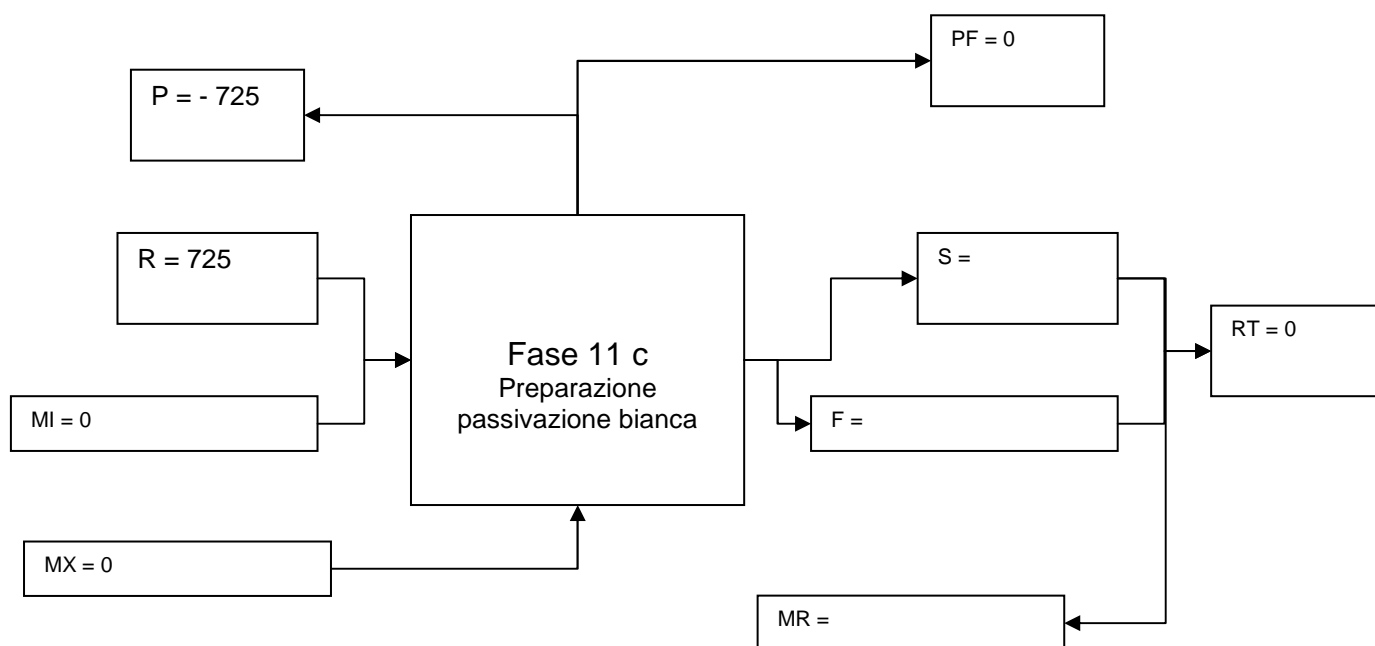 PF = 0
P = - 725
R = 725
S =
Fase 11 c
Preparazione
passivazione bianca
RT = 0
MI = 0
F =
MX = 0
MR =